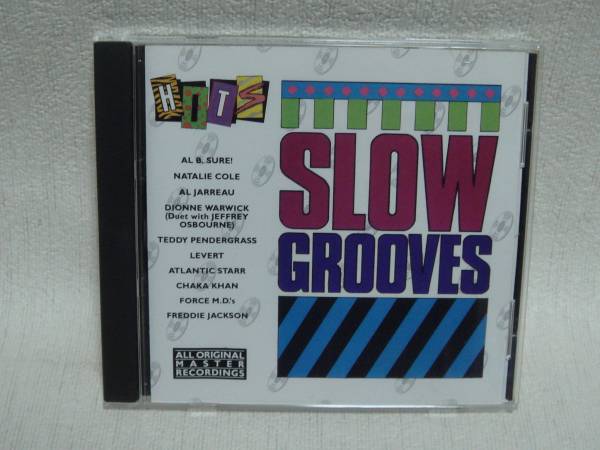 HITS
AL B. SURE!
NATALIE COLE
AL JARREAU
DIONNE WARWICK
(Duet with JEFFREY
OSBOURNE)
TEDDY PENDERGRASS
LEVERT
ATLANTIC STARR
CHAKA KHAN
FORCE M.D.'s
FREDDIE JACKSON
ALL ORIGINAL
MASTER
RECORDINGS
SLOW
GROOVES